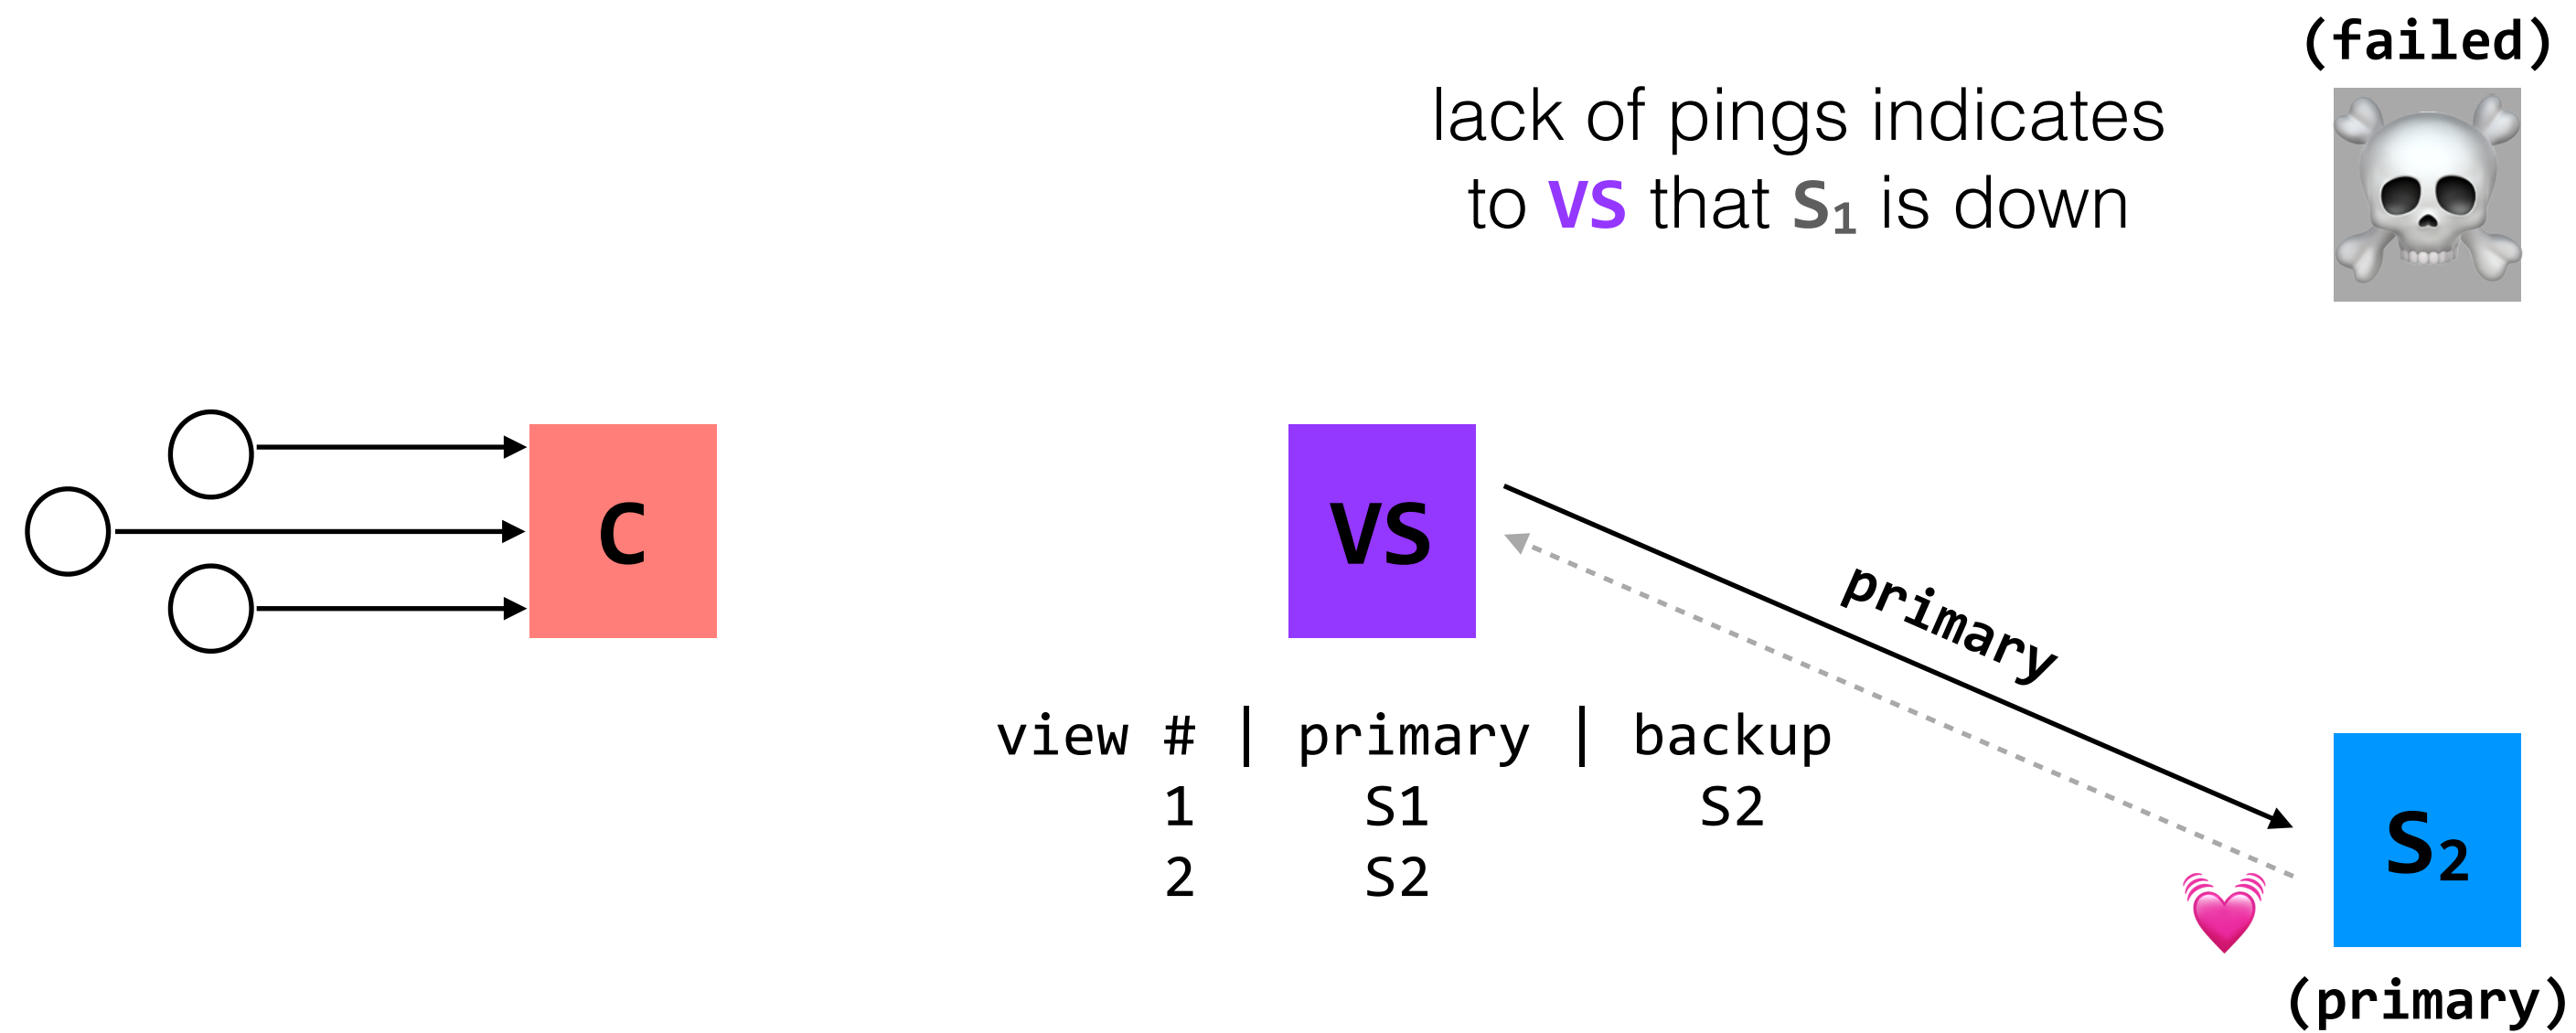 (failed)
lack of pings indicates
to VS that S₁ is down
C
VS
primary
view # | primary | backup
1 S1 S2
2 S2
S₂
(primary)